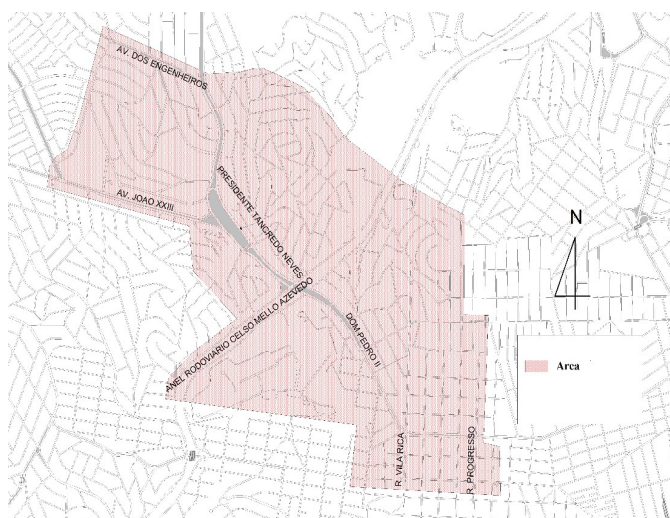 AV. DOS ENGENHEIROS
PRESIDENTE TANCREDO NEVES
AV. JOAO XXIII
N
ANEL RODOVIARIO CELSO MELLO AZEVEDO
DOM PEDRO II
Area
R. VILA RICA
R. PROGRESSO